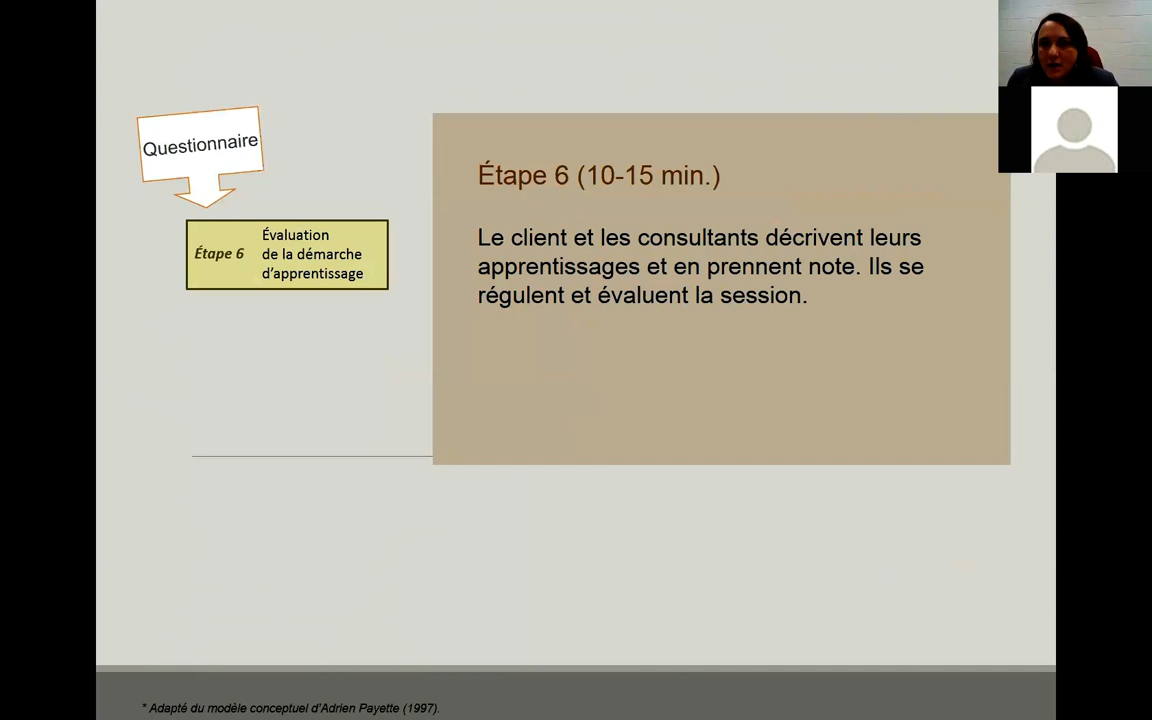 Questionnaire
Étape 6
Évaluation
de la démarche
d'apprentissage
Étape 6 (10-15 min.)
Le client et les consultants décrivent leurs
apprentissages et en prennent note. Ils se
régulent et évaluent la session.
* Adapté du modèle conceptuel d'Adrien Payette (1997).